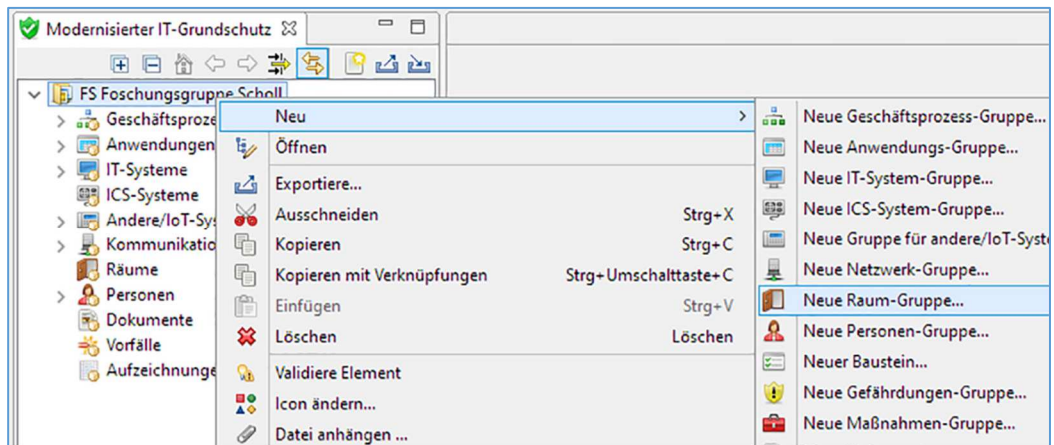 Modernisierter IT-Grundschutz
FS Foschungsgruppe Scholl
Geschäftsproze
Anwendungen
IT-Systeme
ICS-Systeme
Andere/IoT-Sys
Kommunikatio
Räume
Personen
Dokumente
Vorfälle
Aufzeichnunge
Neu
Öffnen
Exportiere...
Ausschneiden Strg+X
Kopieren Strg+C
Kopieren mit Verknüpfungen Strg+Umschalttaste+C
Einfügen Strg+V
Löschen Löschen
Validiere Element
Icon ändern...
Datei anhängen ...
Neue Geschäftsprozess-Gruppe...
Neue Anwendungs-Gruppe...
Neue IT-System-Gruppe...
Neue ICS-System-Gruppe...
Neue Gruppe für andere/IoT-Syste
Neue Netzwerk-Gruppe...
Neue Raum-Gruppe...
Neue Personen-Gruppe...
Neuer Baustein...
Neue Gefährdungen-Gruppe...
Neue Maßnahmen-Gruppe...